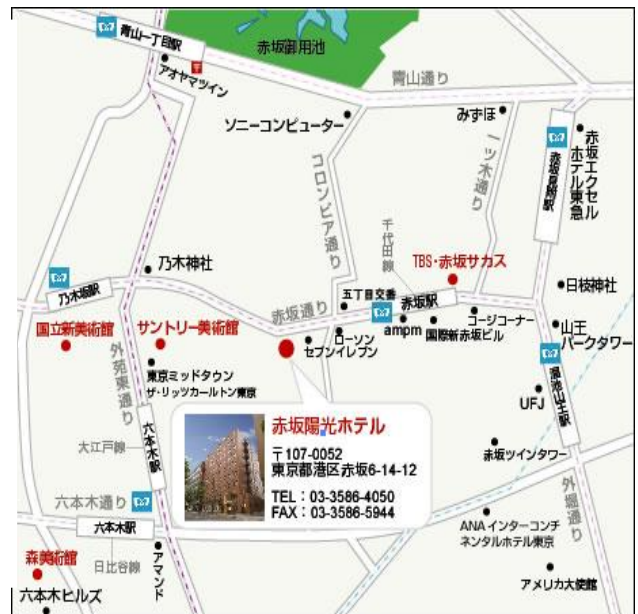 青山一丁目駅
赤坂御用池
アオヤマツイン
青山通り
ソニーコンピューター
みずほ
一ツ木通り
コロンビア通り
赤坂見附駅
赤坂エクセル
ホテル東急
千代田線
TBS・赤坂サカス
乃木神社
乃木坂駅
日枝神社
五丁目交番
赤坂駅
赤坂通り
国立新美術館
サントリー美術館
ローソン
セブンイレブン
ampm
国際新赤坂ビル
コージーコーナー
山王
パークタワー
外苑東通り
東京ミッドタウン
ザ・リッツカールトン東京
溜池山王駅
UFJ
赤坂陽光ホテル
〒107-0052
東京都港区赤坂6-14-12
TEL：03-3586-4050
FAX：03-3586-5944
大江戸線
六本木駅
赤坂ツインタワー
六本木通り
六本木駅
外堀通り
ANAインターコンチ
ネンタルホテル東京
日比谷線
アマンド
森美術館
六本木ヒルズ
アメリカ大使館